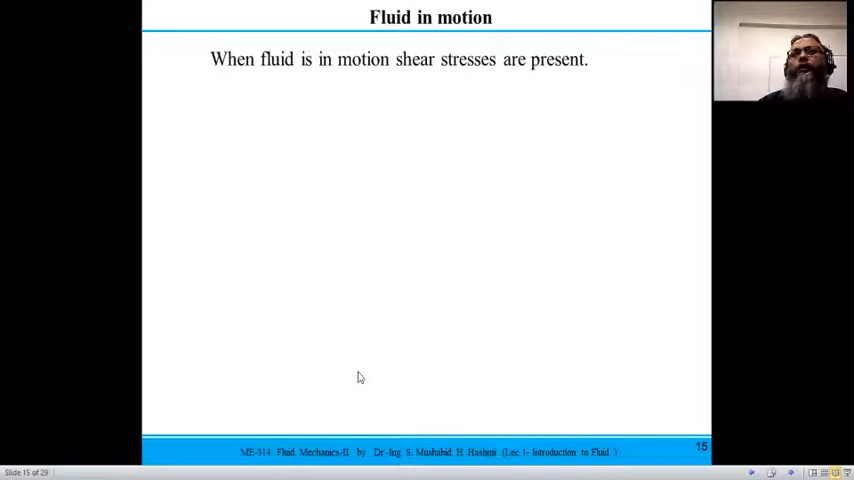 Fluid in motion
When fluid is in motion shear stresses are present.
15
ME-314 Fluid Mechanics-II by Dr-Ing. S. Mushahid H. Hashmi (Lec 1- Introduction to Fluid )
Slide 15 of 29